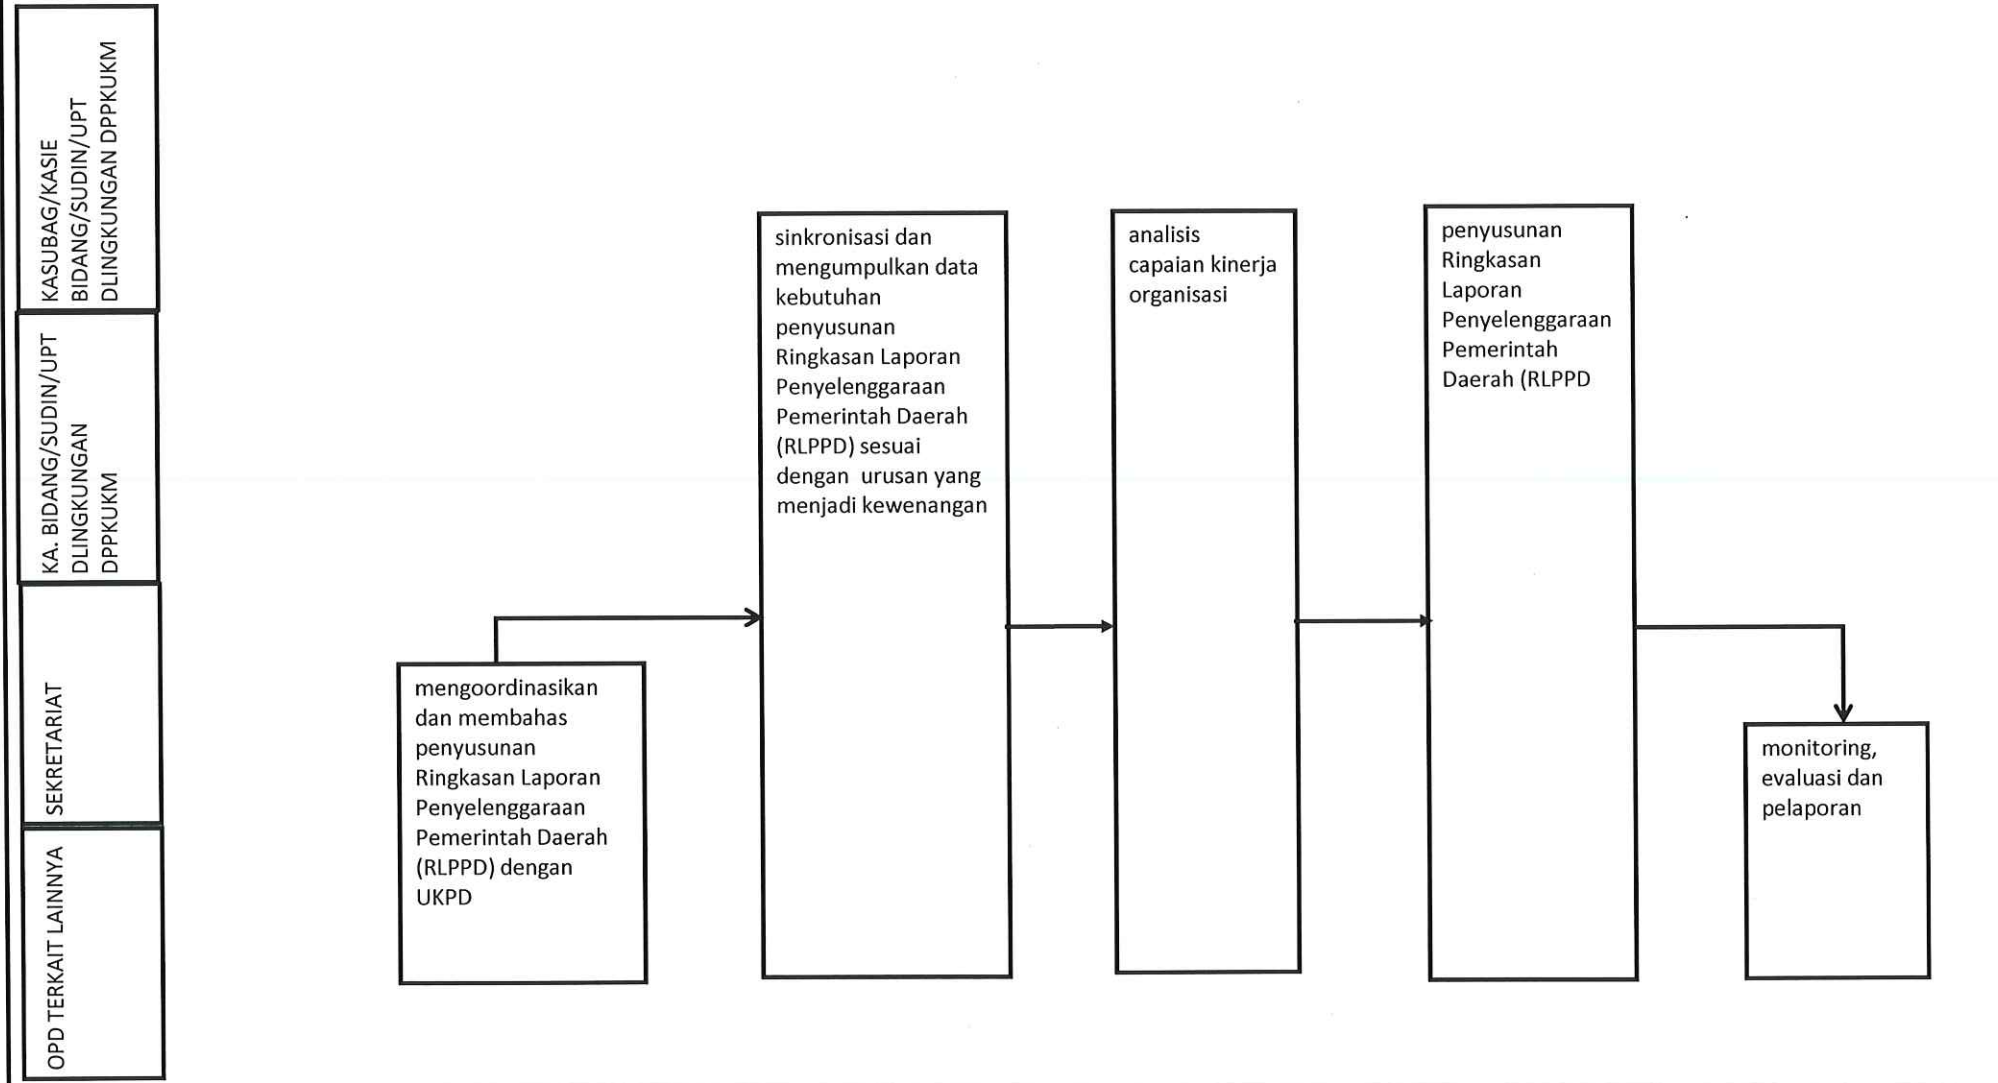 KASUBAG/KASIE
BIDANG/SUDIN/UPT
DLINGKUNGAN DPPKUKM
KA. BIDANG/SUDIN/UPT
DLINGKUNGAN
DPPKUKM
SEKRETARIAT
OPD TERKAIT LAINNYA
mengoordinasikan
dan membahas
penyusunan
Ringkasan Laporan
Penyelenggaraan
Pemerintah Daerah
(RLPPD) dengan
UKPD
sinkronisasi dan
mengumpulkan data
kebutuhan
penyusunan
Ringkasan Laporan
Penyelenggaraan
Pemerintah Daerah
(RLPPD) sesuai
dengan  urusan yang
menjadi kewenangan
analisis
capaian kinerja
organisasi
penyusunan
Ringkasan
Laporan
Penyelenggaraan
Pemerintah
Daerah (RLPPD
monitoring,
evaluasi dan
pelaporan